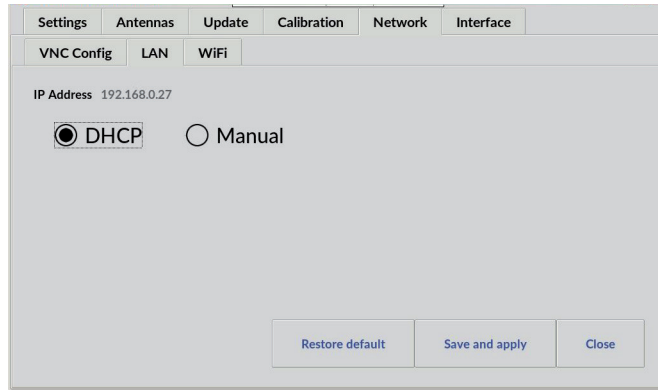 Settings Antennas Update Calibration Network Interface
VNC Config LAN WiFi
IP Address 192.168.0.27
DHCP Manual
Restore default Save and apply Close